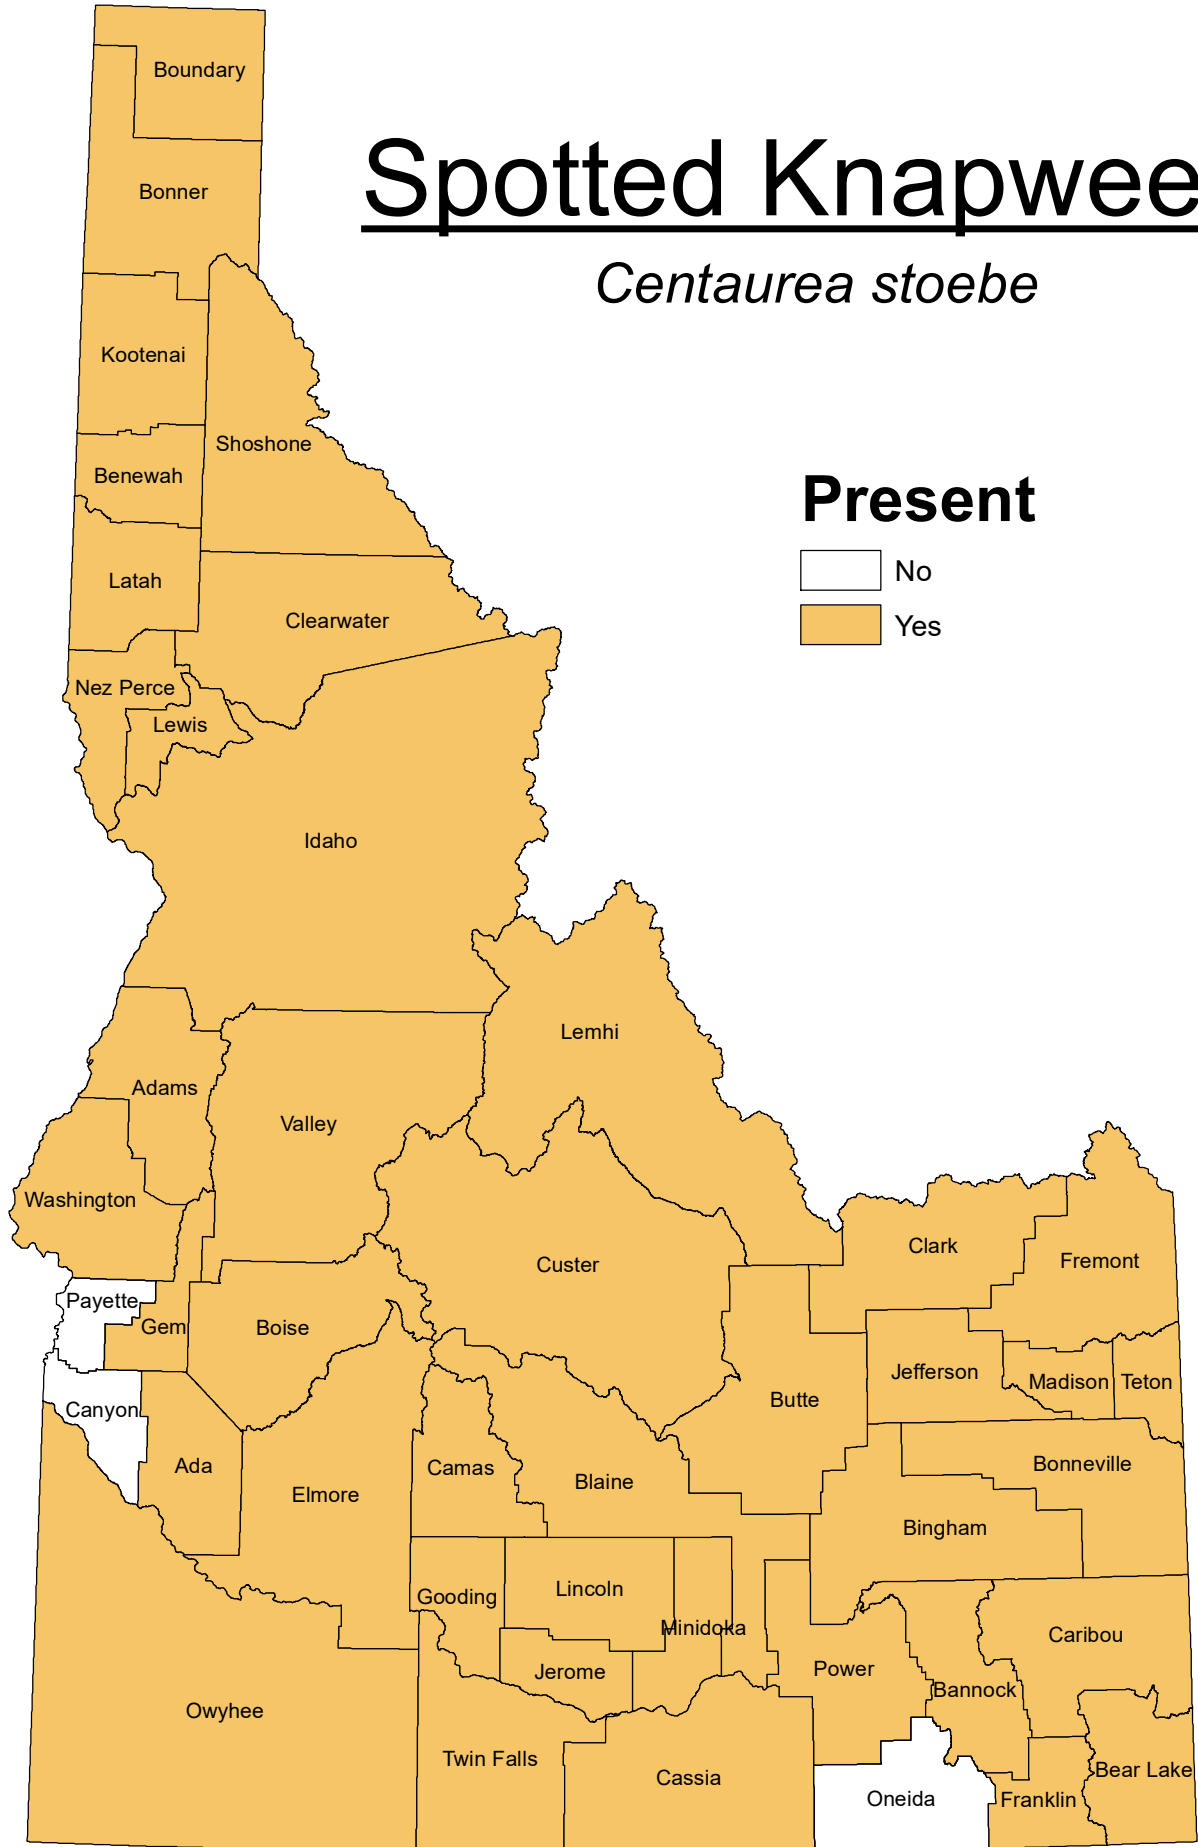 Boundary
Spotted Knapwee
Bonner
Centaurea stoebe
Kootenai
Shoshone
Benewah
Present
No
Latah
Yes
Clearwater
Nez Perce
Lewis
Idaho
Lemhi
Adams
Valley
Washington
Clark
Fremont
Custer
Payette
Gem
Boise
Jefferson
Madison
Teton
Butte
Canyon
Ada
Camas
Blaine
Bonneville
Elmore
Bingham
Gooding
Lincoln
Minidoka
Caribou
Jerome
Power
Bannock
Owyhee
Twin Falls
Cassia
Bear Lake
Oneida
Franklin